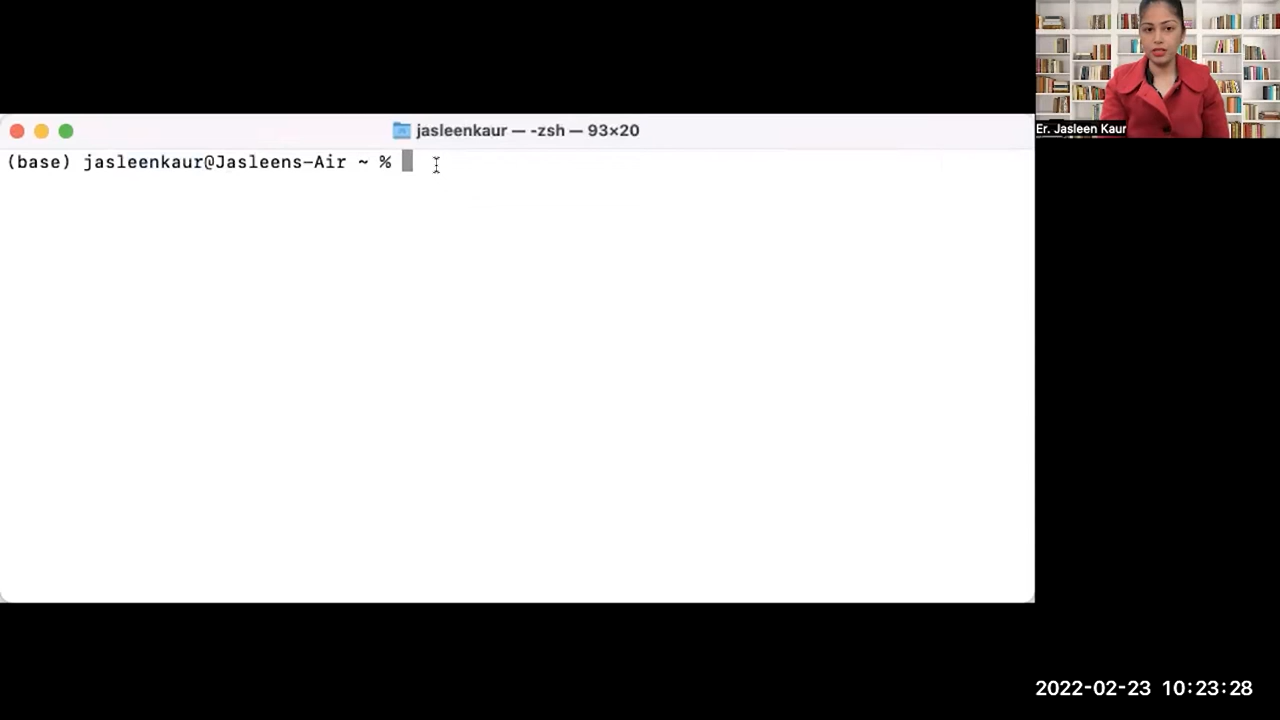 jasleenkaur — -zsh — 93×20
(base) jasleenkaur@Jasleens-Air ~ %
Er. Jasleen Kaur
2022-02-23 10:23:28